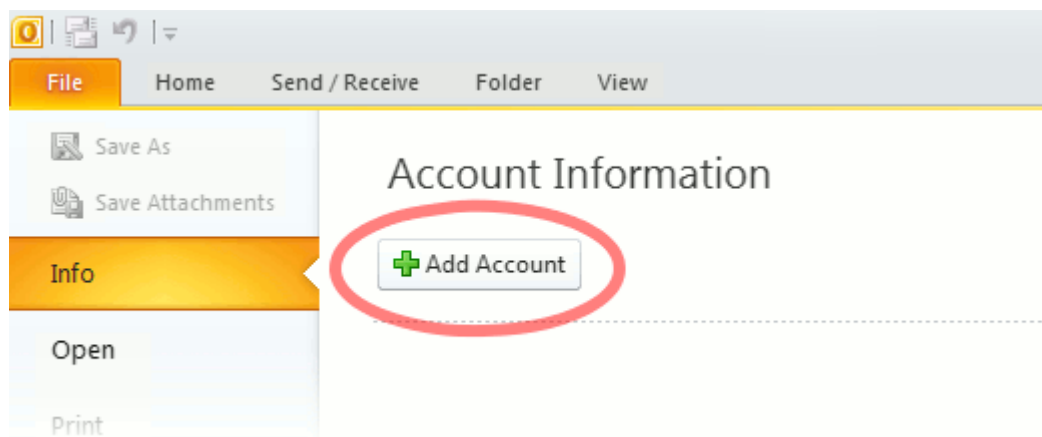 File Home Send / Receive Folder View
Save As
Save Attachments
Info
Open
Print
Account Information
Add Account